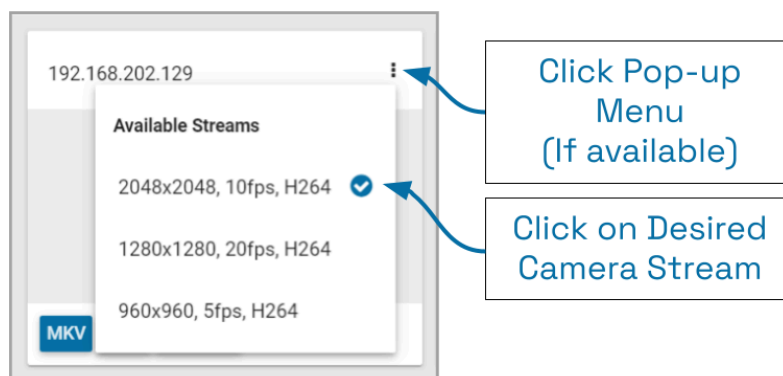 192.168.202.129
Available Streams
2048x2048, 10fps, H264
1280x1280, 20fps, H264
960x960, 5fps, H264
MKV
Click Pop-up
Menu
(If available)
Click on Desired
Camera Stream